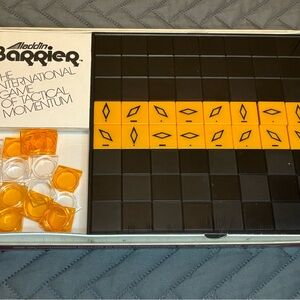 Aladdin
BARRIER
THE
INTERNATIONAL
GAME
OF TACTICAL
MOMENTUM